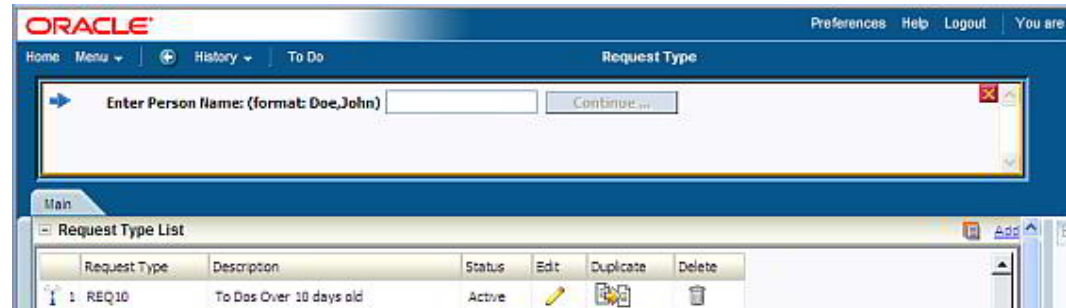 ORACLE
Preferences Help Logout You are
Home Menu History To Do Request Type
Enter Person Name: (format: Doe,John) Continue ...
Main
Request Type List Add
Request Type Description Status Edit Duplicate Delete
1 REQ10 To Dos Over 10 days old Active